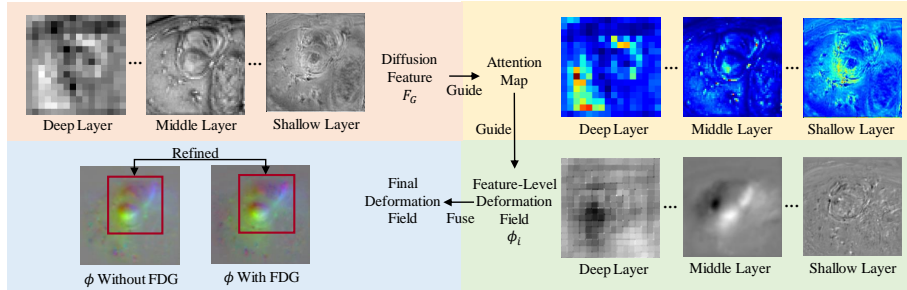 Deep Layer
...
Middle Layer
...
Shallow Layer
Diffusion
Feature
F_G
Guide
Attention
Map
Deep Layer
...
Middle Layer
...
Shallow Layer
Guide
Refined
ϕ Without FDG
ϕ With FDG
Final
Deformation
Field
Fuse
Feature-Level
Deformation
Field
ϕ_i
Deep Layer
...
Middle Layer
...
Shallow Layer